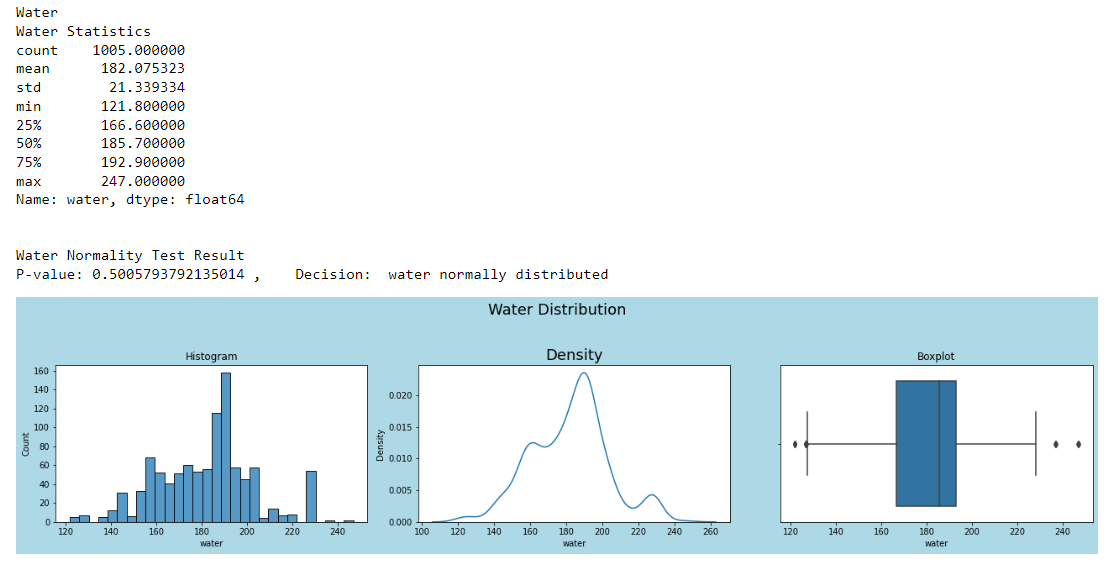 Water
Water Statistics
count 1005.000000
mean 182.075323
std 21.339334
min 121.800000
25% 166.600000
50% 185.700000
75% 192.900000
max 247.000000
Name: water, dtype: float64
Water Normality Test Result
P-value: 0.5005793792135014 , Decision: water normally distributed
Water Distribution
Histogram
Count
160
140
120
100
80
60
40
20
0
120 140 160 180 200 220 240
water
Density
Density
0.020
0.015
0.010
0.005
0.000
100 120 140 160 180 200 220 240 260
water
Boxplot
120 140 160 180 200 220 240
water